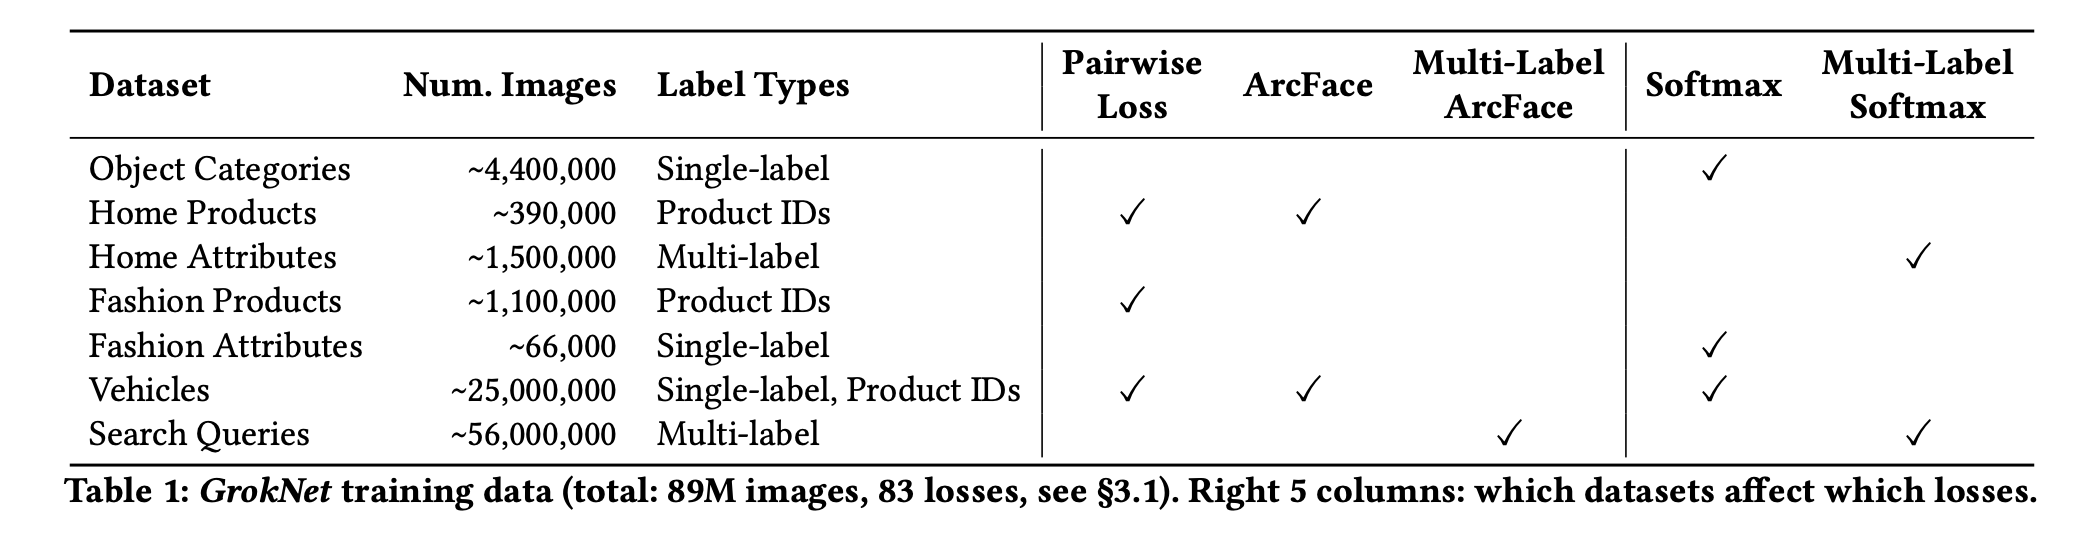 Dataset Num. Images Label Types Pairwise Loss ArcFace Multi-Label ArcFace Softmax Multi-Label Softmax
Object Categories ~4,400,000 Single-label ✓
Home Products ~390,000 Product IDs ✓ ✓
Home Attributes ~1,500,000 Multi-label ✓
Fashion Products ~1,100,000 Product IDs ✓
Fashion Attributes ~66,000 Single-label ✓
Vehicles ~25,000,000 Single-label, Product IDs ✓ ✓ ✓
Search Queries ~56,000,000 Multi-label ✓ ✓
Table 1: GrokNet training data (total: 89M images, 83 losses, see §3.1). Right 5 columns: which datasets affect which losses.